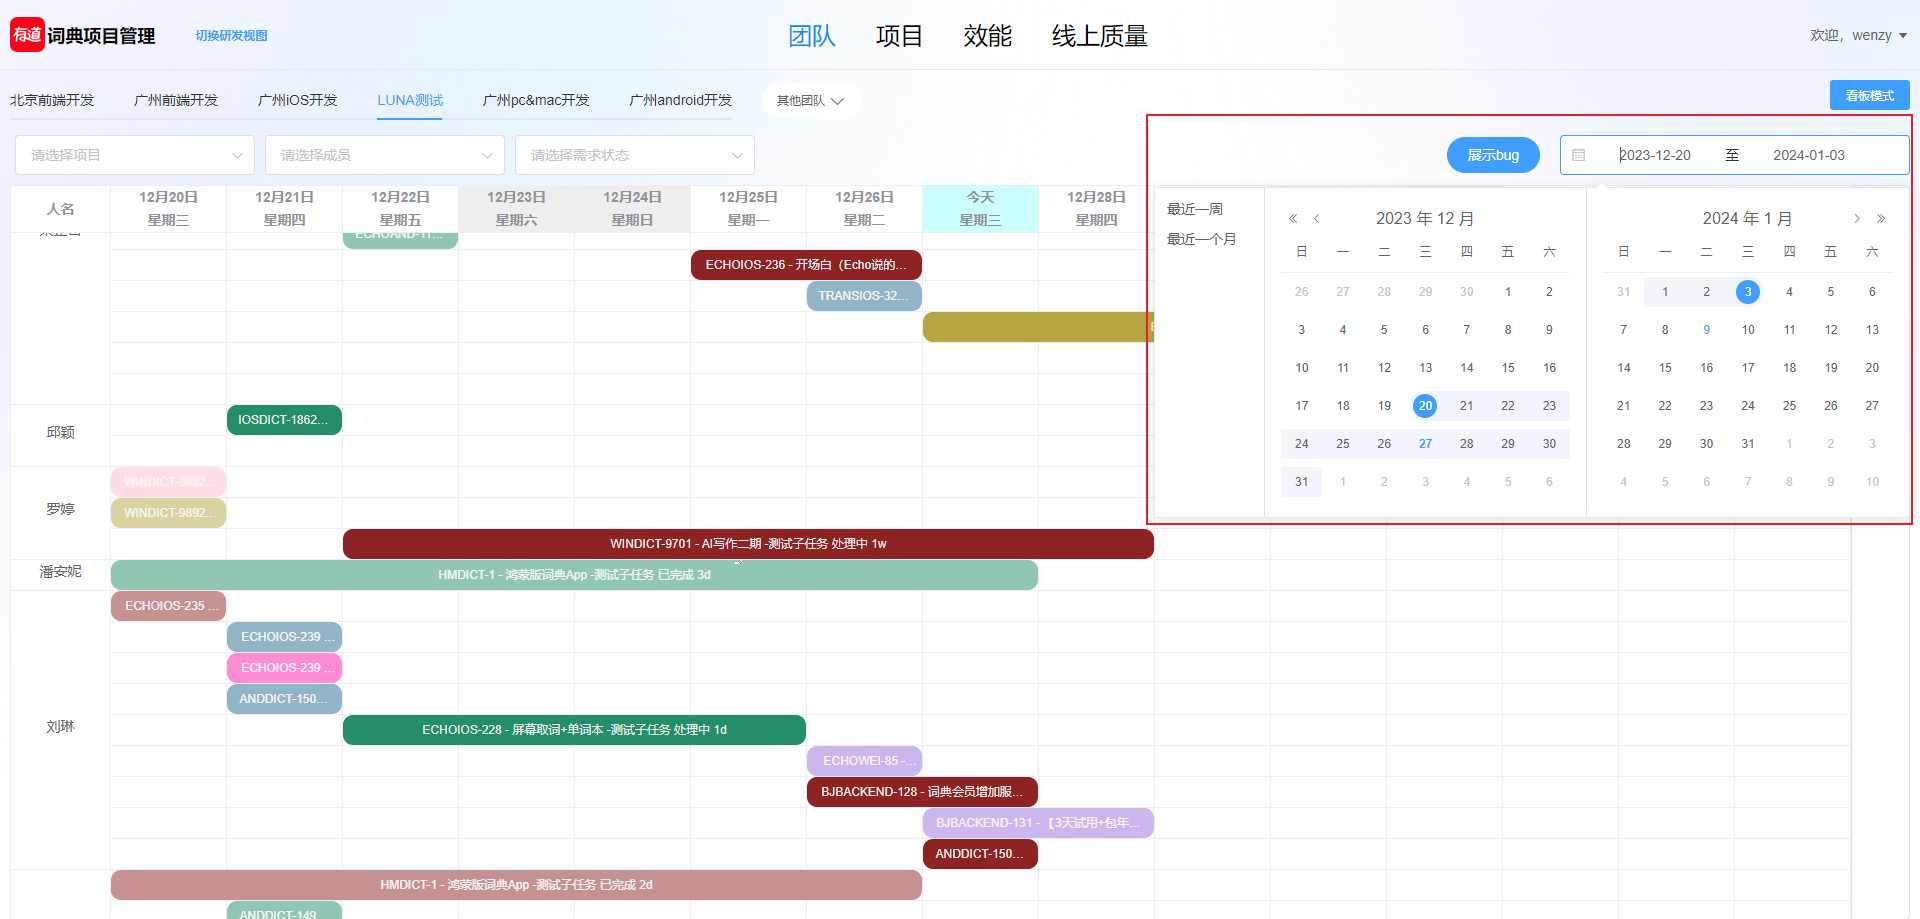 有道 词典项目管理
切换研发视图
团队 项目 效能 线上质量
欢迎，wenzy
北京前端开发 广州前端开发 广州iOS开发 LUNA测试 广州pc&mac开发 广州android开发 其他团队
看板模式
请选择项目 请选择成员 请选择需求状态
展示bug
2023-12-20 至 2024-01-03
人名
12月20日 12月21日 12月22日 12月23日 12月24日 12月25日 12月26日 今天 12月28日
星期三 星期四 星期五 星期六 星期日 星期一 星期二 星期三 星期四
最近一周
最近一个月
2023 年 12 月
日 一 二 三 四 五 六
26 27 28 29 30 1 2
3 4 5 6 7 8 9
10 11 12 13 14 15 16
17 18 19 20 21 22 23
24 25 26 27 28 29 30
31 1 2 3 4 5 6
2024 年 1 月
日 一 二 三 四 五 六
31 1 2 3 4 5 6
7 8 9 10 11 12 13
14 15 16 17 18 19 20
21 22 23 24 25 26 27
28 29 30 31 1 2 3
4 5 6 7 8 9 10
ECHOIOS-236 - 开场白（Echo说的...
TRANSIOS-32...
邱颖
IOSDICT-1862...
罗婷
WINDICT-9892...
WINDICT-9892...
WINDICT-9701 - AI写作二期 -测试子任务 处理中 1w
潘安妮
HMDICT-1 - 鸿蒙版词典App -测试子任务 已完成 3d
刘琳
ECHOIOS-235 ...
ECHOIOS-239 ...
ECHOIOS-239 ...
ANDDICT-150...
ECHOIOS-228 - 屏幕取词+单词本 -测试子任务 处理中 1d
ECHOWEI-85 -...
BJBACKEND-128 - 词典会员增加服...
BJBACKEND-131 - 【3天试用+包年...
ANDDICT-150...
HMDICT-1 - 鸿蒙版词典App -测试子任务 已完成 2d
ANDDICT-149